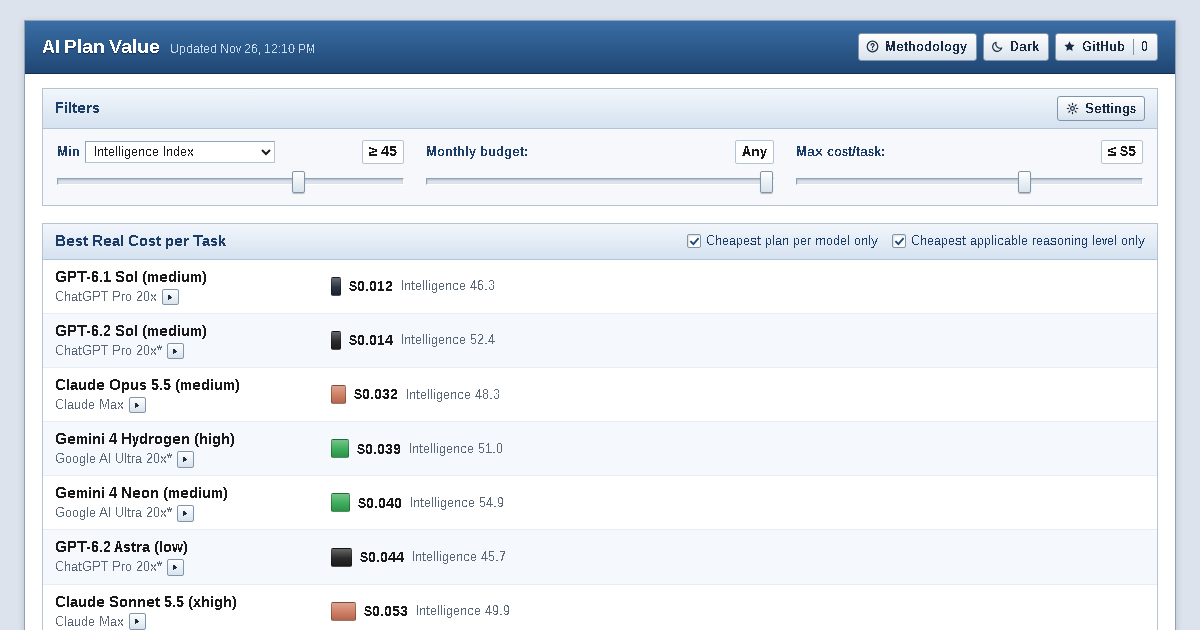 AI Plan Value Updated Nov 26, 12:10 PM Methodology Dark GitHub 0
Filters Settings
Min Intelligence Index ≥ 45 Monthly budget: Any Max cost/task: ≤ $5
Best Real Cost per Task Cheapest plan per model only Cheapest applicable reasoning level only
GPT-6.1 Sol (medium)
ChatGPT Pro 20x
$0.012 Intelligence 46.3
GPT-6.2 Sol (medium)
ChatGPT Pro 20x*
$0.014 Intelligence 52.4
Claude Opus 5.5 (medium)
Claude Max
$0.032 Intelligence 48.3
Gemini 4 Hydrogen (high)
Google AI Ultra 20x*
$0.039 Intelligence 51.0
Gemini 4 Neon (medium)
Google AI Ultra 20x*
$0.040 Intelligence 54.9
GPT-6.2 Astra (low)
ChatGPT Pro 20x*
$0.044 Intelligence 45.7
Claude Sonnet 5.5 (xhigh)
Claude Max
$0.053 Intelligence 49.9